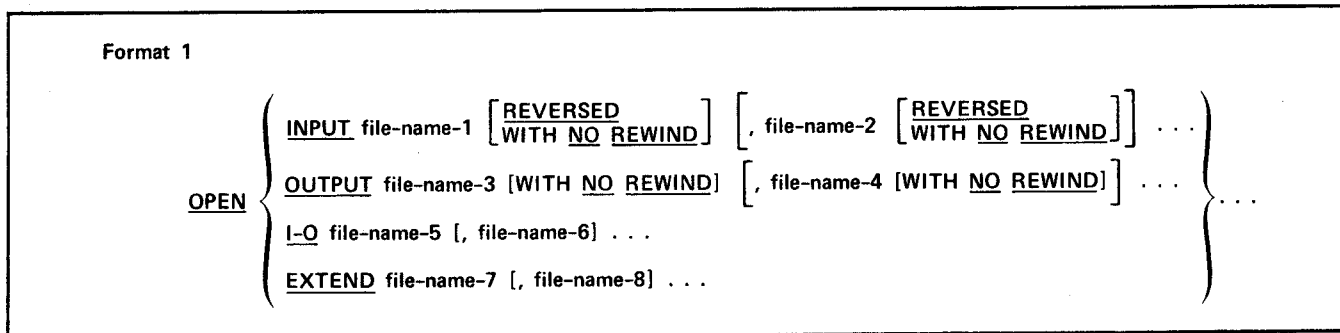 Format 1
INPUT file-name-1 [REVERSED
WITH NO REWIND] [, file-name-2 [REVERSED
WITH NO REWIND]] . . .
OPEN { OUTPUT file-name-3 [WITH NO REWIND] [, file-name-4 [WITH NO REWIND]] . . . } . . .
I-O file-name-5 [, file-name-6] . . .
EXTEND file-name-7 [, file-name-8] . . .